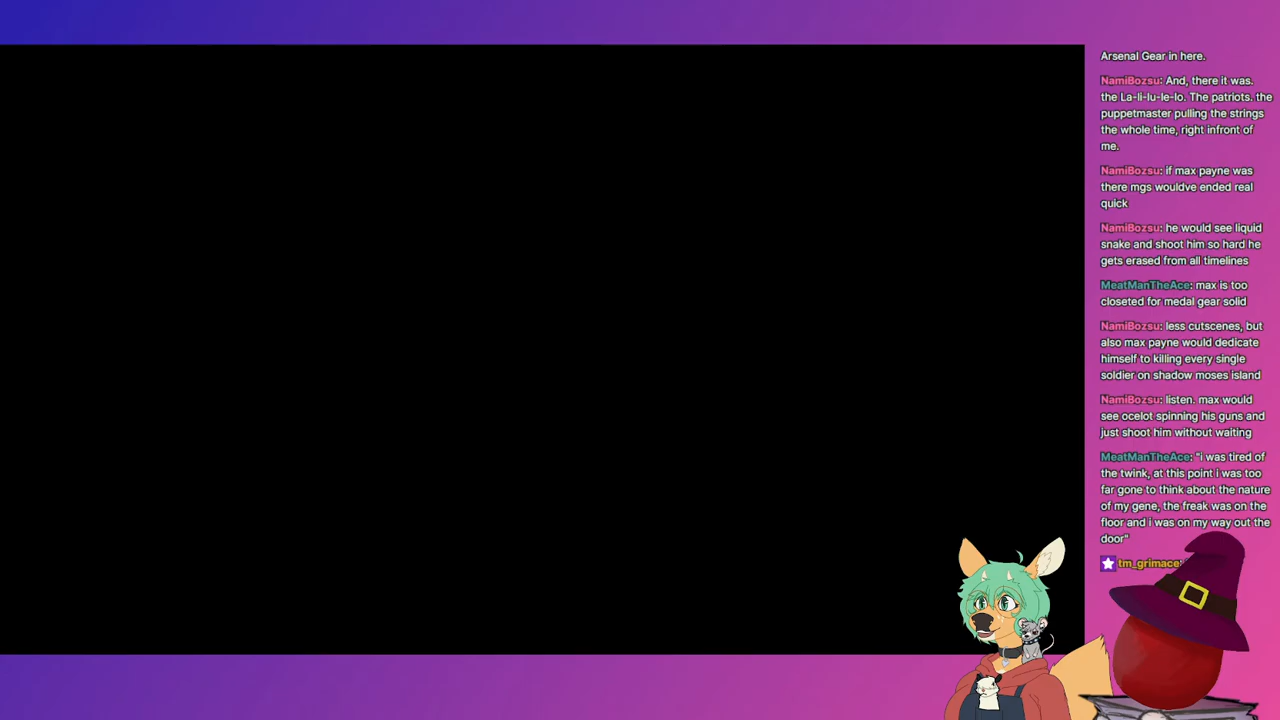 Arsenal Gear in here.
NamiBozsu: And, there it was.
the La-li-lu-le-lo. The patriots. the
puppetmaster pulling the strings
the whole time, right infront of
me.
NamiBozsu: if max payne was
there mgs wouldve ended real
quick
NamiBozsu: he would see liquid
snake and shoot him so hard he
gets erased from all timelines
MeatManTheAce: max is too
closeted for medal gear solid
NamiBozsu: less cutscenes, but
also max payne would dedicate
himself to killing every single
soldier on shadow moses island
NamiBozsu: listen. max would
see ocelot spinning his guns and
just shoot him without waiting
MeatManTheAce: "i was tired of
the twink, at this point i was too
far gone to think about the nature
of my gene, the freak was on the
floor and i was on my way out the
door"
tm_grimace: